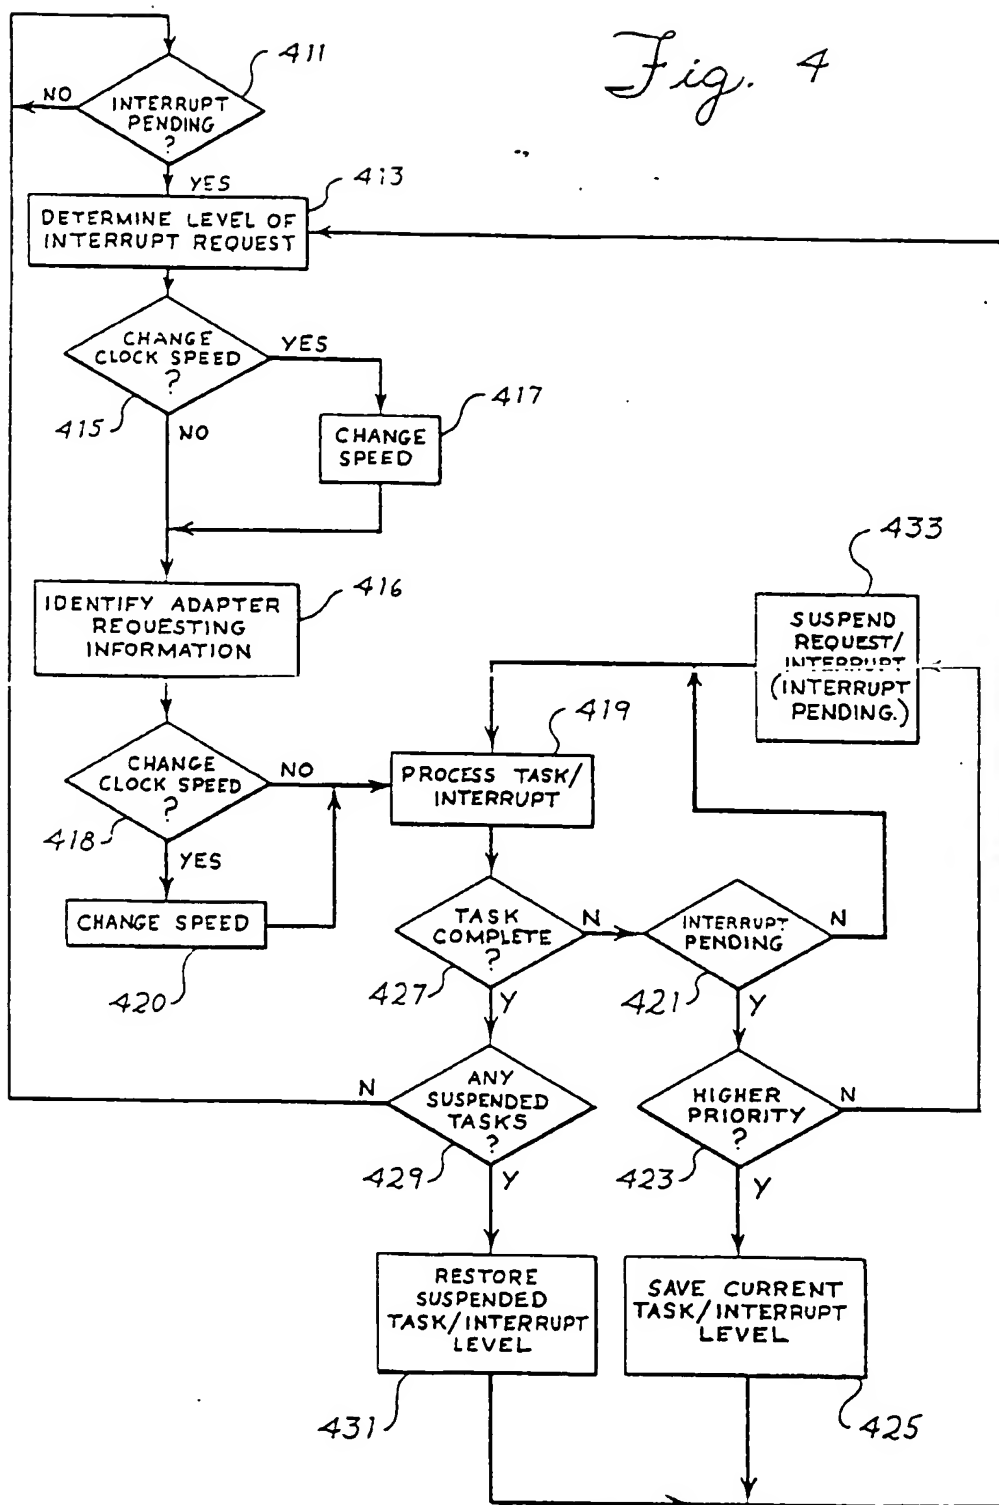 Fig. 4
411
NO
INTERRUPT
PENDING
?
YES
413
DETERMINE LEVEL OF
INTERRUPT REQUEST
CHANGE
CLOCK SPEED
?
YES
415
NO
417
CHANGE
SPEED
433
416
IDENTIFY ADAPTER
REQUESTING
INFORMATION
SUSPEND
REQUEST/
INTERRUPT
(INTERRUPT
PENDING.)
419
CHANGE
CLOCK SPEED
?
NO
418
YES
PROCESS TASK/
INTERRUPT
CHANGE SPEED
420
TASK
COMPLETE
?
N
427
Y
INTERRUPT
PENDING
N
421
Y
N
ANY
SUSPENDED
TASKS
?
429
Y
HIGHER
PRIORITY
?
N
423
Y
RESTORE
SUSPENDED
TASK/INTERRUPT
LEVEL
431
SAVE CURRENT
TASK/INTERRUPT
LEVEL
425